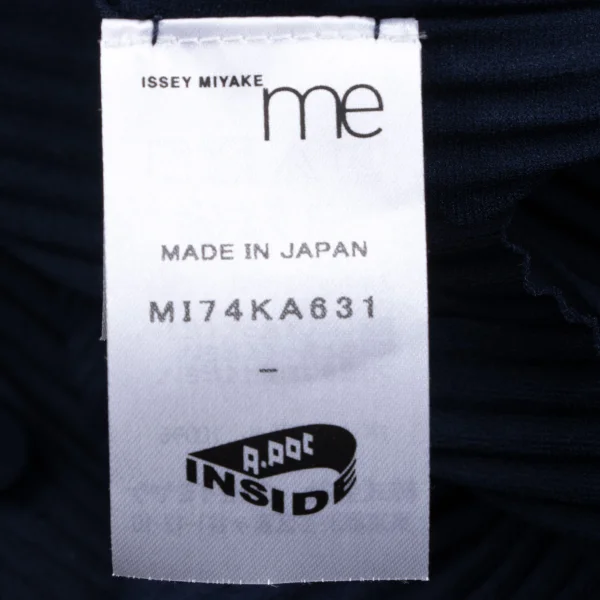 ISSEY MIYAKE me
MADE IN JAPAN
MI74KA631
-
A.POC
INSIDE